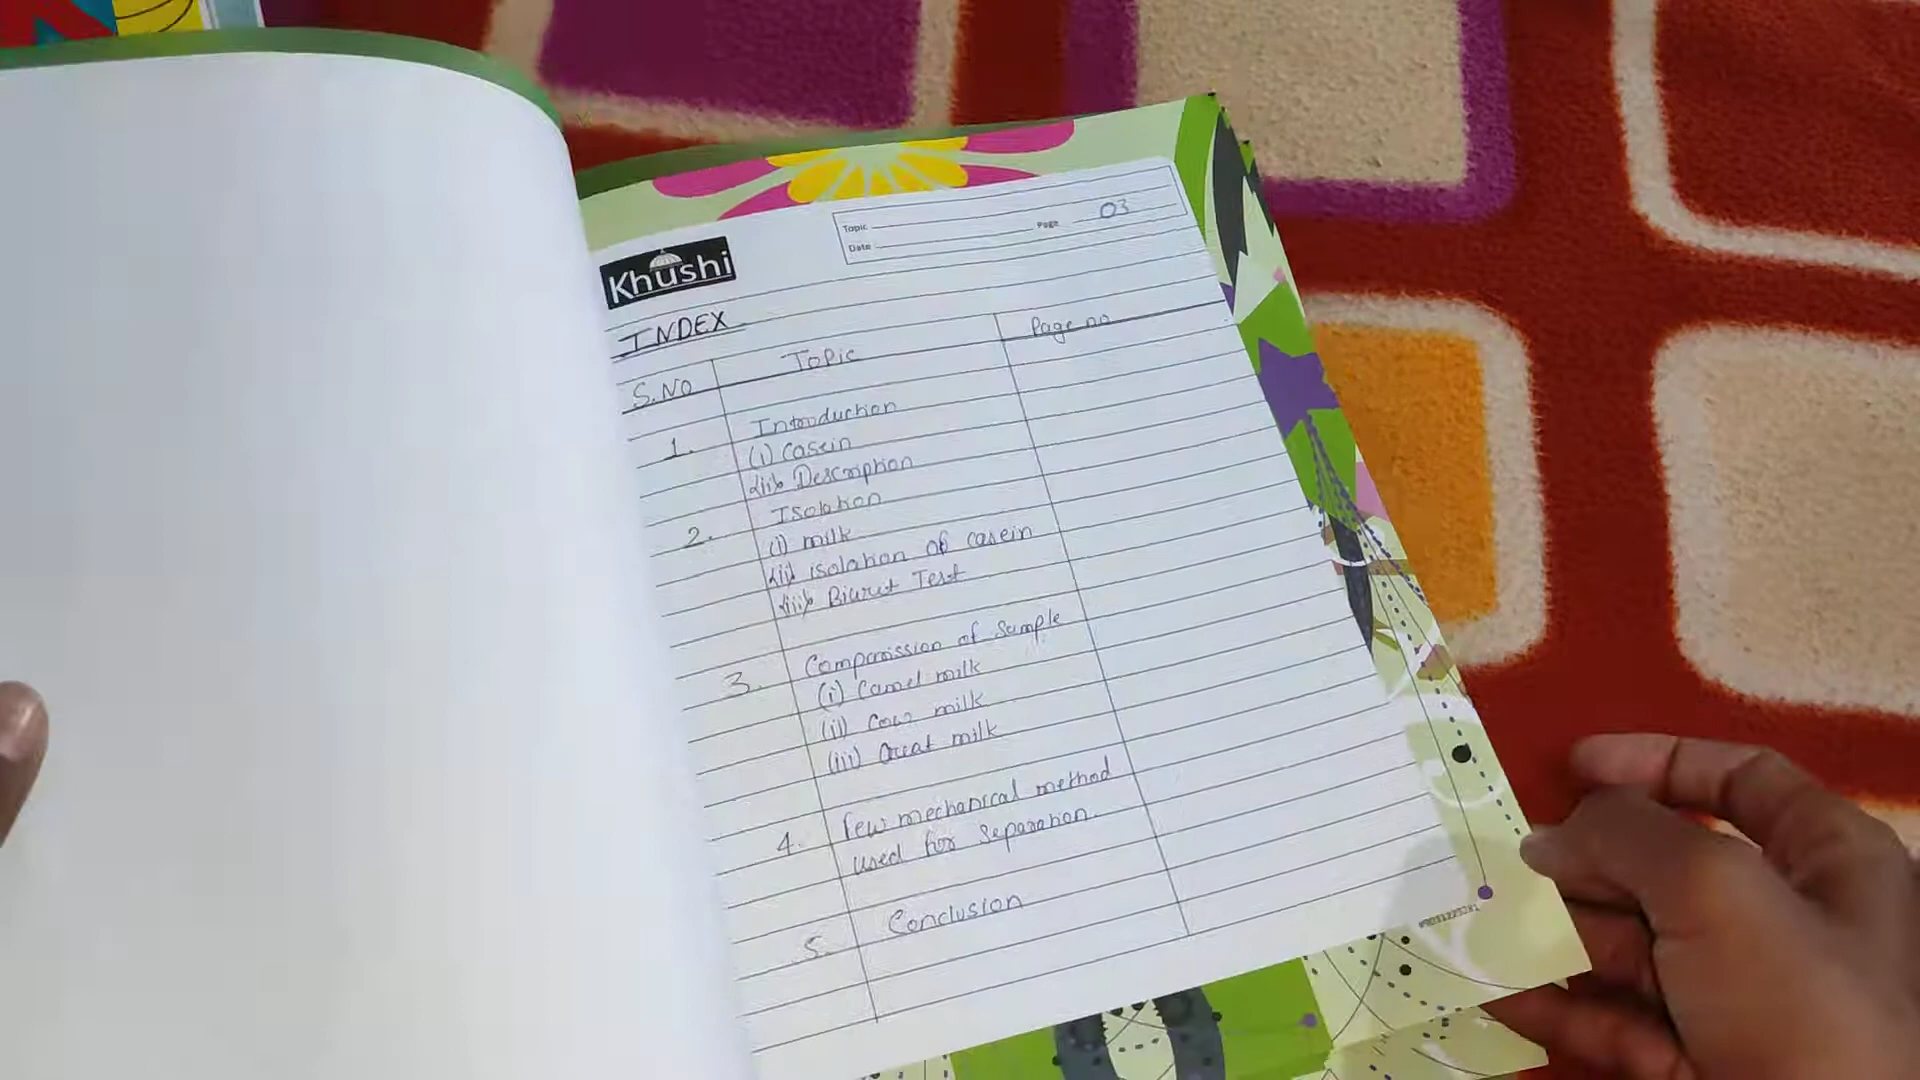 Khushi
Topic
Page 03
Date
INDEX
S.No Topic Page no
1. Introduction
(i) Casein
(ii) Description
2. Isolation
(i) milk
(ii) isolation of casein
(iii) Biuret Test
3. Comparission of Sample
(i) Camel milk
(ii) Cow milk
(iii) Goat milk
4. Few mechanical method
used for separation.
5. Conclusion